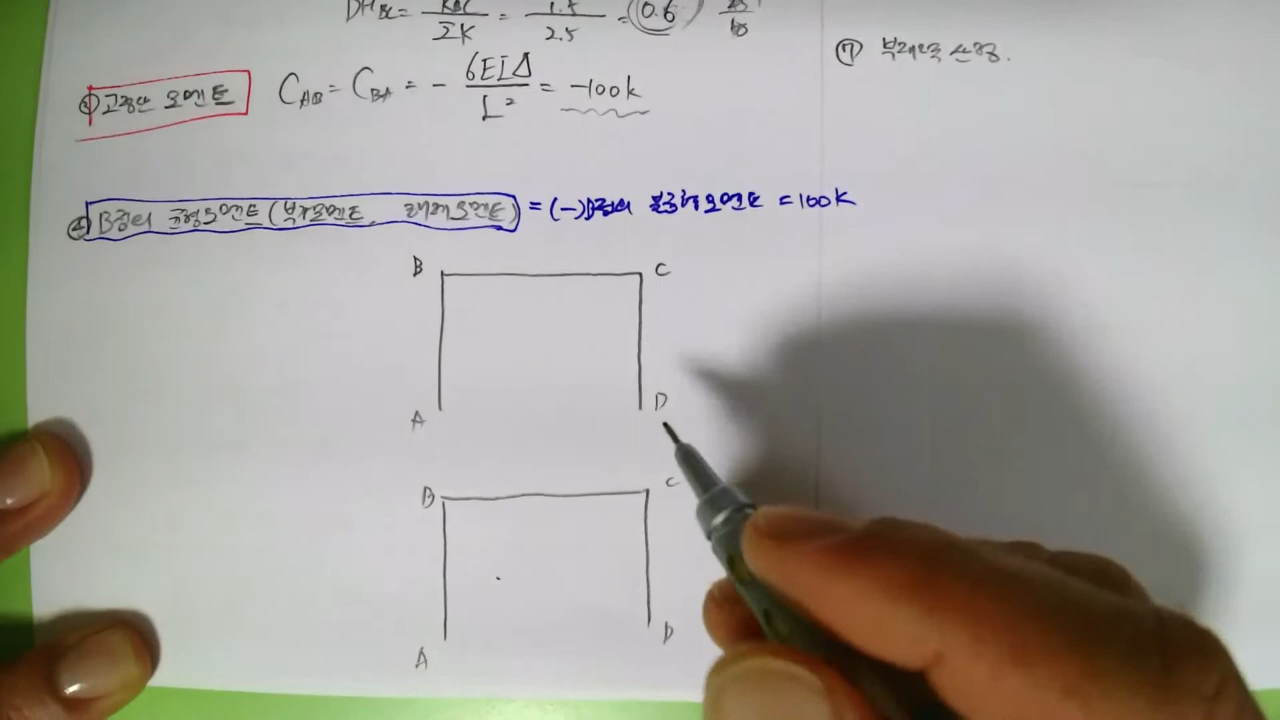 DF_BC = K_BC / ΣK = 1.5 / 2.5 = 0.6
③ 고정단 모멘트 C_AB = C_BA = - 6EIΔ / L² = -100k
④ B점의 균형모멘트(분배모멘트, 해제모멘트) = (-)B점의 불균형모멘트 = 100k
B C
A D
B C
A D
⑦ 부재력 산정.